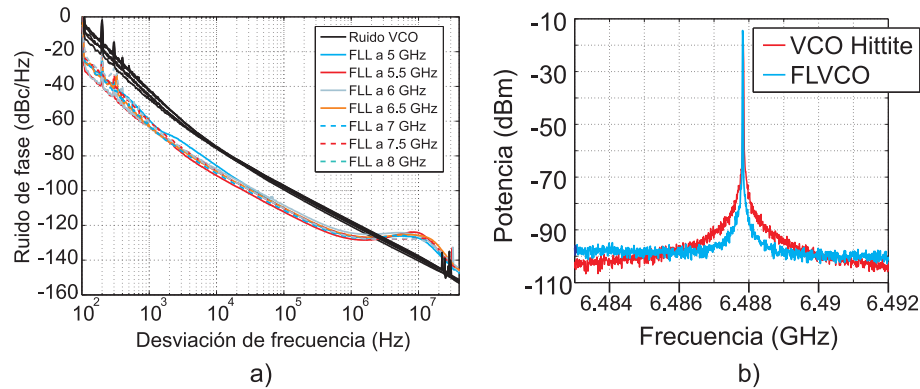 a)
Ruido de fase (dBc/Hz)
0
-40
-20
-60
-80
-100
-120
-140
-160
Ruido VCO
FLL a 5 GHz
FLL a 5.5 GHz
FLL a 6 GHz
FLL a 6.5 GHz
FLL a 7 GHz
FLL a 7.5 GHz
FLL a 8 GHz
10² 10³ 10⁴ 10⁵ 10⁶ 10⁷
Desviación de frecuencia (Hz)
a)
b)
Potencia (dBm)
-10
-30
-50
-70
-90
-110
VCO Hittite
FLVCO
6.484 6.486 6.488 6.49 6.492
Frecuencia (GHz)
b)